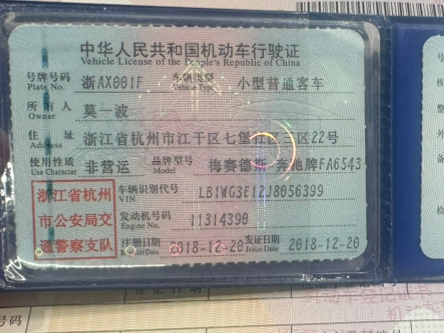 中华人民共和国机动车行驶证
Vehicle License of the People's Republic of China
号牌号码 浙AX001F 车辆类型 小型普通客车
Plate No. Vehicle Type
所有人 莫一波
Owner
住址 浙江省杭州市江干区七堡社区三区22号
Address
使用性质 非营运 品牌型号 梅赛德斯-奔驰牌FA6543
Use Character Model
浙江省杭州 车辆识别代号 LB1WG3E12J8056399
VIN
市公安局交 发动机号码 11314390
Engine No.
通警察支队 注册日期 2018-12-20 发证日期 2018-12-20
Register Date Issue Date
号码